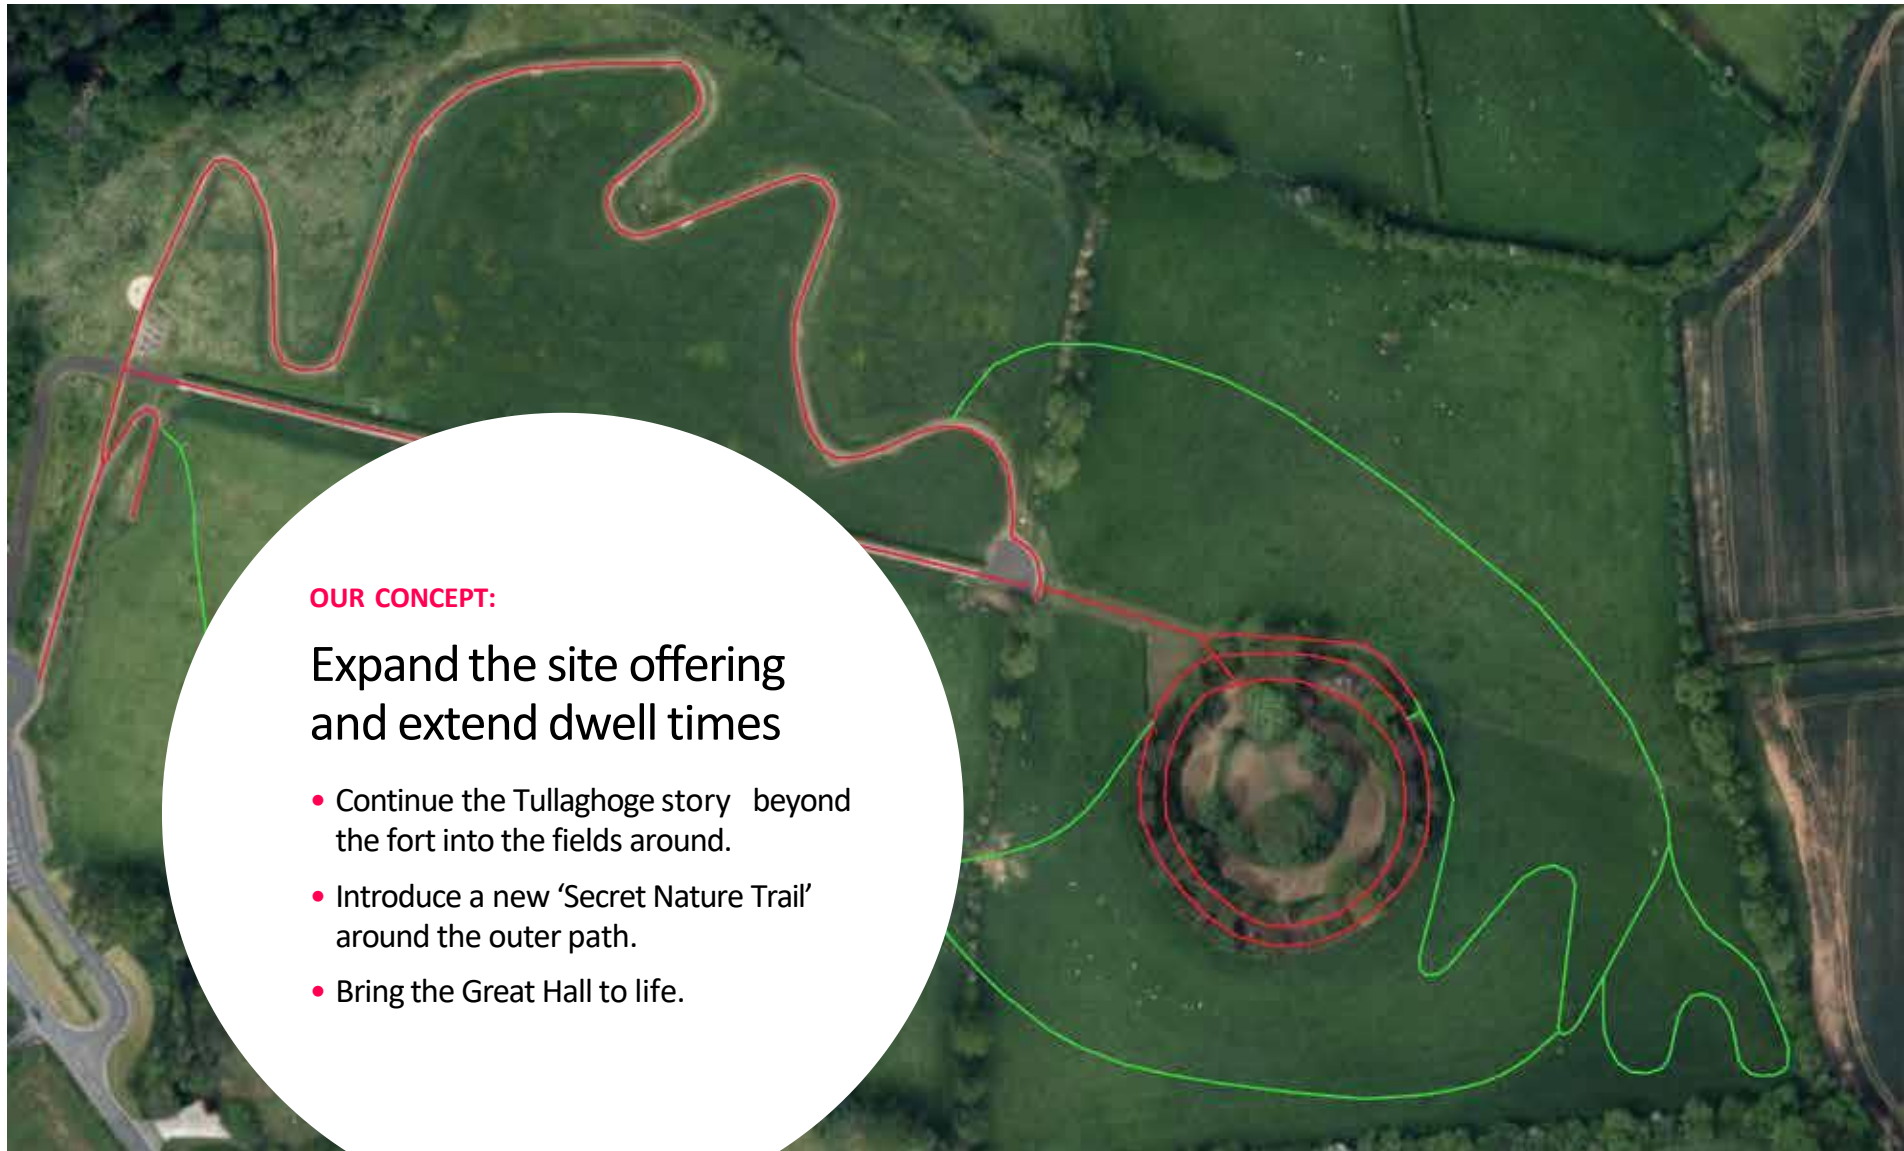 OUR CONCEPT:
Expand the site offering
and extend dwell times
• Continue the Tullaghoge story beyond
the fort into the fields around.
• Introduce a new ‘Secret Nature Trail’
around the outer path.
• Bring the Great Hall to life.